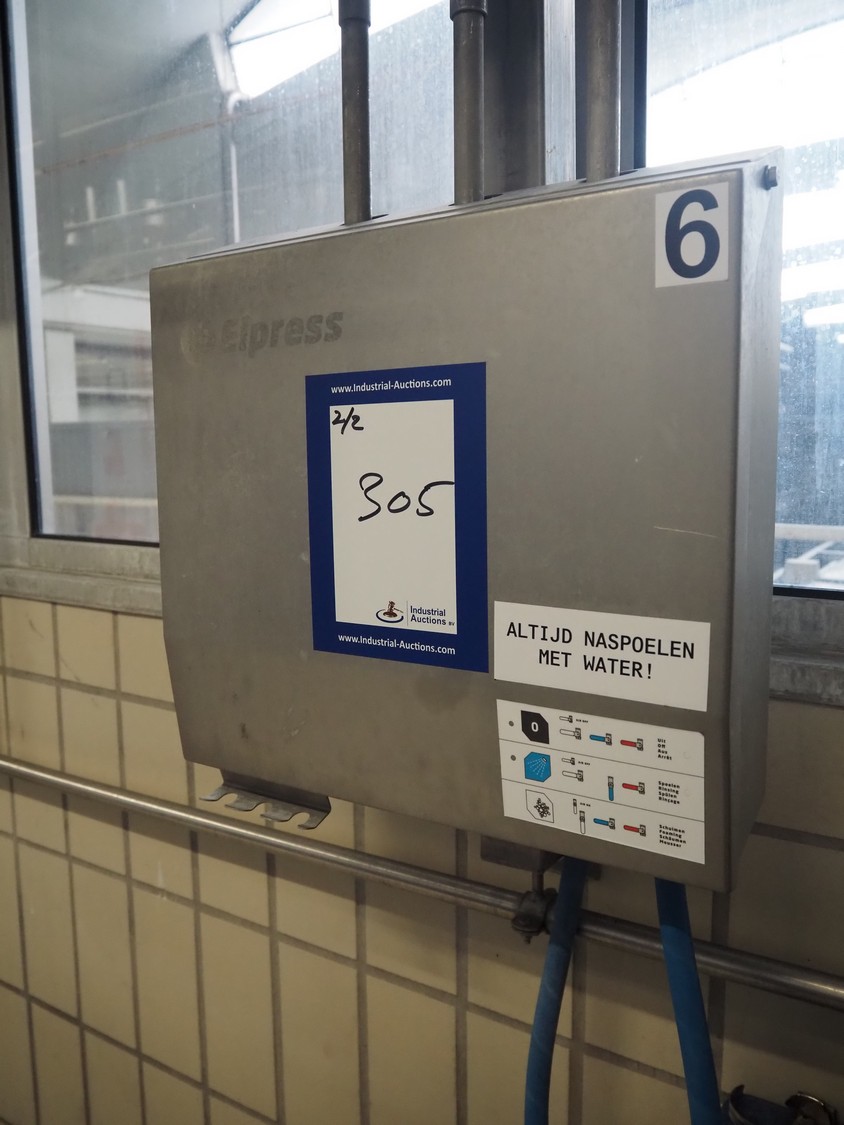 6
Elpress
www.Industrial-Auctions.com
2/2
305
Industrial
Auctions BV
www.Industrial-Auctions.com
ALTIJD NASPOELEN
MET WATER!
0
Uit
Off
Aus
Arrêt
Spoelen
Rinsing
Spülen
Rinçage
Schuimen
Foaming
Schäumen
Mousser